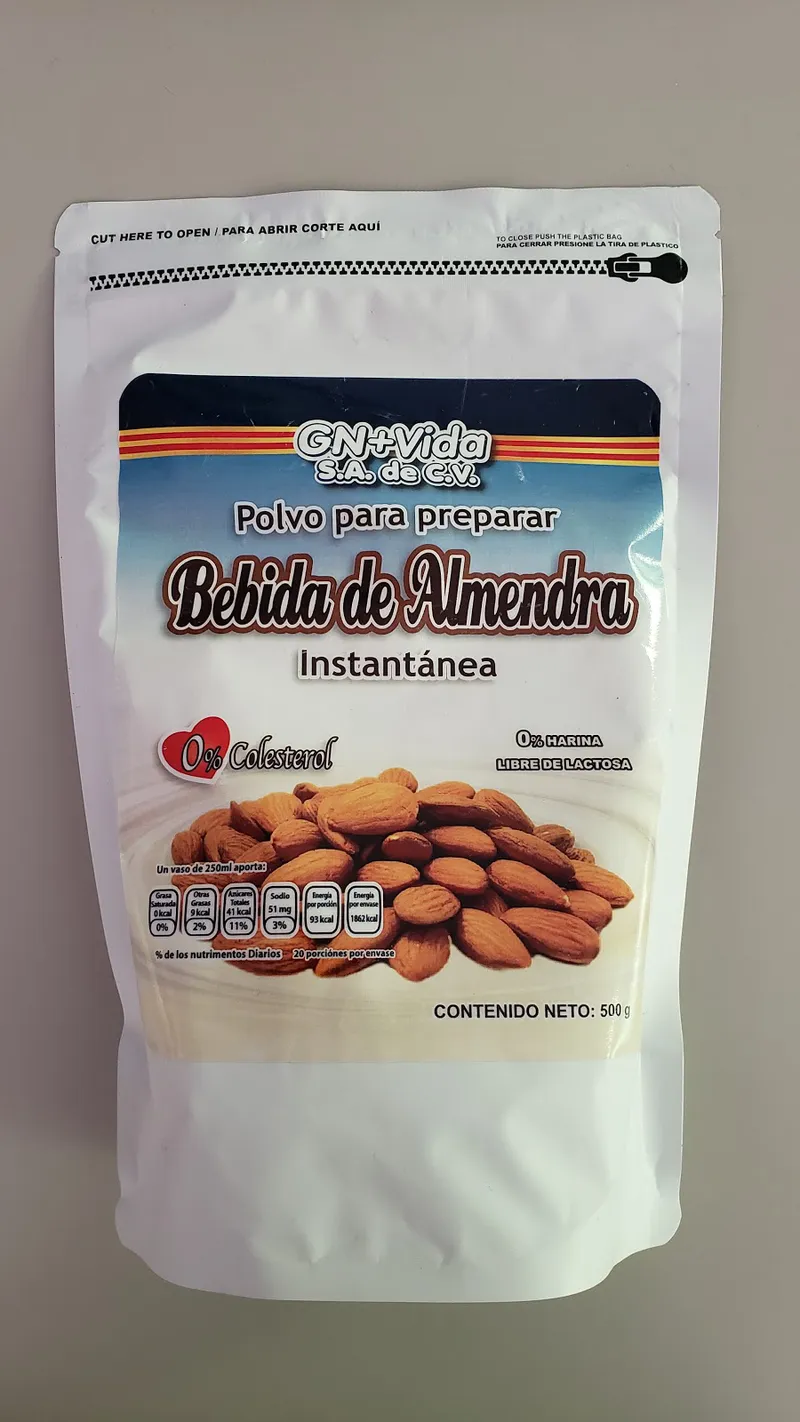 CUT HERE TO OPEN / PARA ABRIR CORTE AQUÍ
TO CLOSE PUSH THE PLASTIC BAG
PARA CERRAR PRESIONE LA TIRA DE PLASTICO
GN+Vida
S.A. de C.V.
Polvo para preparar
Bebida de Almendra
Instantánea
0% Colesterol
0% HARINA
LIBRE DE LACTOSA
Un vaso de 250ml aporta:
Grasa Saturada 0 kcal 0%
Otras Grasas 9 kcal 2%
Azúcares Totales 41 kcal 11%
Sodio 51 mg 3%
Energía por porción 93 kcal
Energía por envase 1862 kcal
% de los nutrimentos Diarios 20 porciónes por envase
CONTENIDO NETO: 500 g